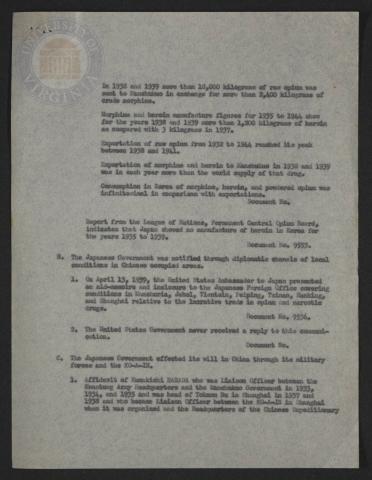 In 1938 and 1939 more than 10,000 kilograms of raw opium was
sent to Manchukuo in exchange for more than 2,400 kilograms of
crude morphine.
Morphine and heroin manufacture figures for 1935 to 1944 show
for the years 1938 and 1939 more than 1,200 kilograms of heroin
as compared with 3 kilograms in 1937.
Exportation of raw opium from 1932 to 1944 reached its peak
between 1938 and 1941.
Exportation of morphine and heroin to Manchukuo in 1938 and 1939
was in each year more than the world supply of that drug.
Consumption in Korea of morphine, heroin, and powdered opium was
infinitesimal in comparison with exportations.
Document No.
Report from the League of Nations, Permanent Central Opium Board,
indicates that Japan showed no manufacture of heroin in Korea for
the years 1935 to 1939.
Document No. 9553.
B. The Japanese Government was notified through diplomatic channels of local
conditions in Chinese occupied areas.
1. On April 13, 1939, the United States Ambassador to Japan presented
an aid-memoire and inclosure to the Japanese Foreign Office covering
conditions in Manchuria, Jehol, Tientsin, Peiping, Tsinan, Nanking,
and Shanghai relative to the lucrative trade in opium and narcotic
drugs.
Document No. 9536.
2. The United States Government never received a reply to this communi-
cation.
Document No.
C. The Japanese Government effected its will in China through its military
forces and the KO-A-IN.
1. Affidavit of Kumakichi HARADA who was Liaison Officer between the
Kwantung Army Headquarters and the Manchukuo Government in 1933,
1934, and 1935 and was head of Tokumu Bu in Shanghai in 1937 and
1938 and who became Liaison Officer between the KO-A-IN in Shanghai
when it was organized and the Headquarters of the Chinese Expeditionary
UNIVERSITY OF
VIRGINIA